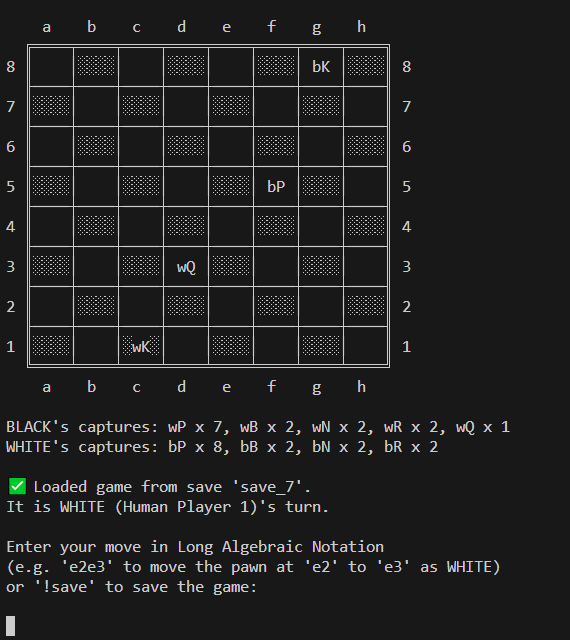 a b c d e f g h
8 bK 8
7 7
6 6
5 bP 5
4 4
3 wQ 3
2 2
1 wK 1
a b c d e f g h
BLACK's captures: wP x 7, wB x 2, wN x 2, wR x 2, wQ x 1
WHITE's captures: bP x 8, bB x 2, bN x 2, bR x 2
✅ Loaded game from save 'save_7'.
It is WHITE (Human Player 1)'s turn.
Enter your move in Long Algebraic Notation
(e.g. 'e2e3' to move the pawn at 'e2' to 'e3' as WHITE)
or '!save' to save the game: